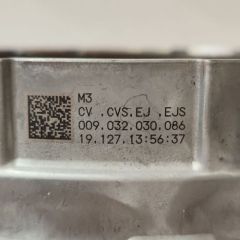 M3
CV .CVS.EJ .EJS
009.032.030.086
19.127.13:56:37